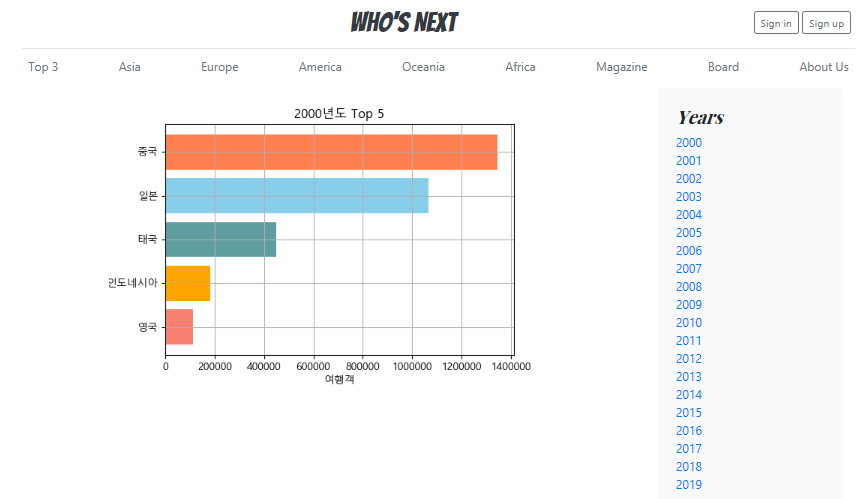 WHO'S NEXT
Sign in Sign up
Top 3 Asia Europe America Oceania Africa Magazine Board About Us
2000년도 Top 5
중국
일본
태국
인도네시아
영국
0 200000 400000 600000 800000 1000000 1200000 1400000
여행객
Years
2000
2001
2002
2003
2004
2005
2006
2007
2008
2009
2010
2011
2012
2013
2014
2015
2016
2017
2018
2019